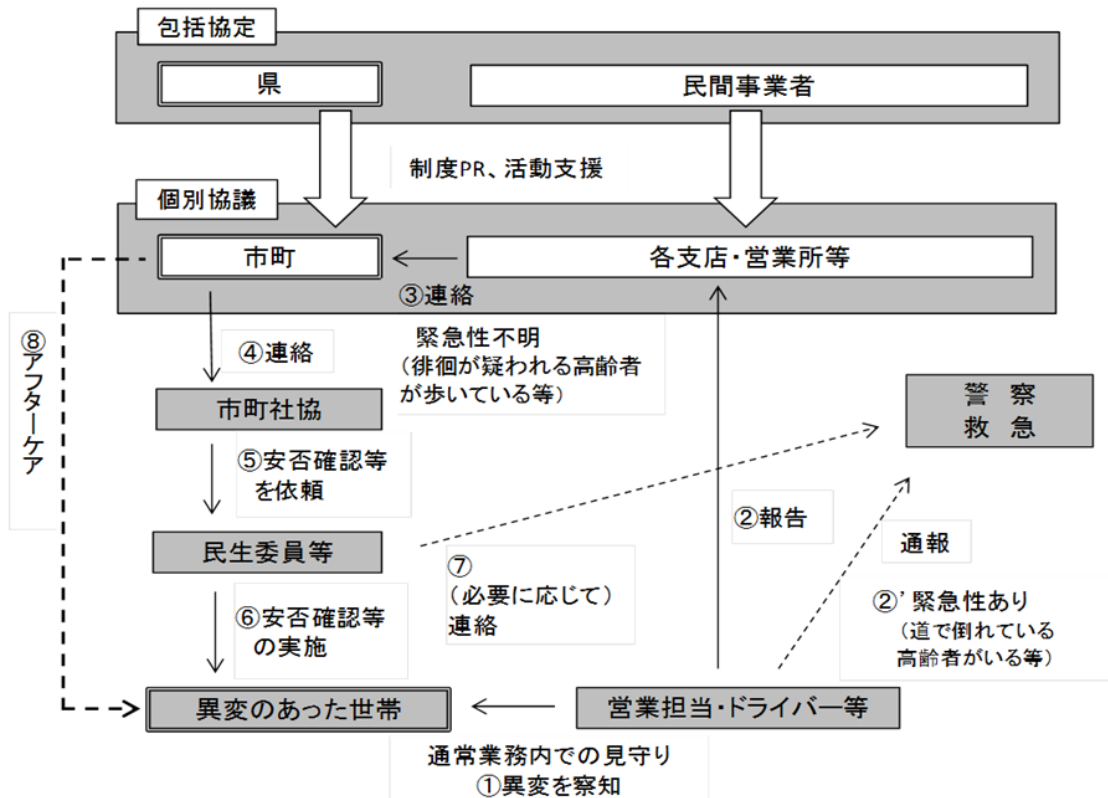 包括協定
県
民間事業者
制度PR、活動支援
個別協議
市町
各支店・営業所等
③連絡
緊急性不明
(徘徊が疑われる高齢者
が歩いている等)
④連絡
⑧アフターケア
市町社協
警 察
救 急
⑤安否確認等
を依頼
②報告
通報
民生委員等
⑦
(必要に応じて)
連絡
②’緊急性あり
(道で倒れている
高齢者がいる等)
⑥安否確認等
の実施
異変のあった世帯
営業担当・ドライバー等
通常業務内での見守り
①異変を察知